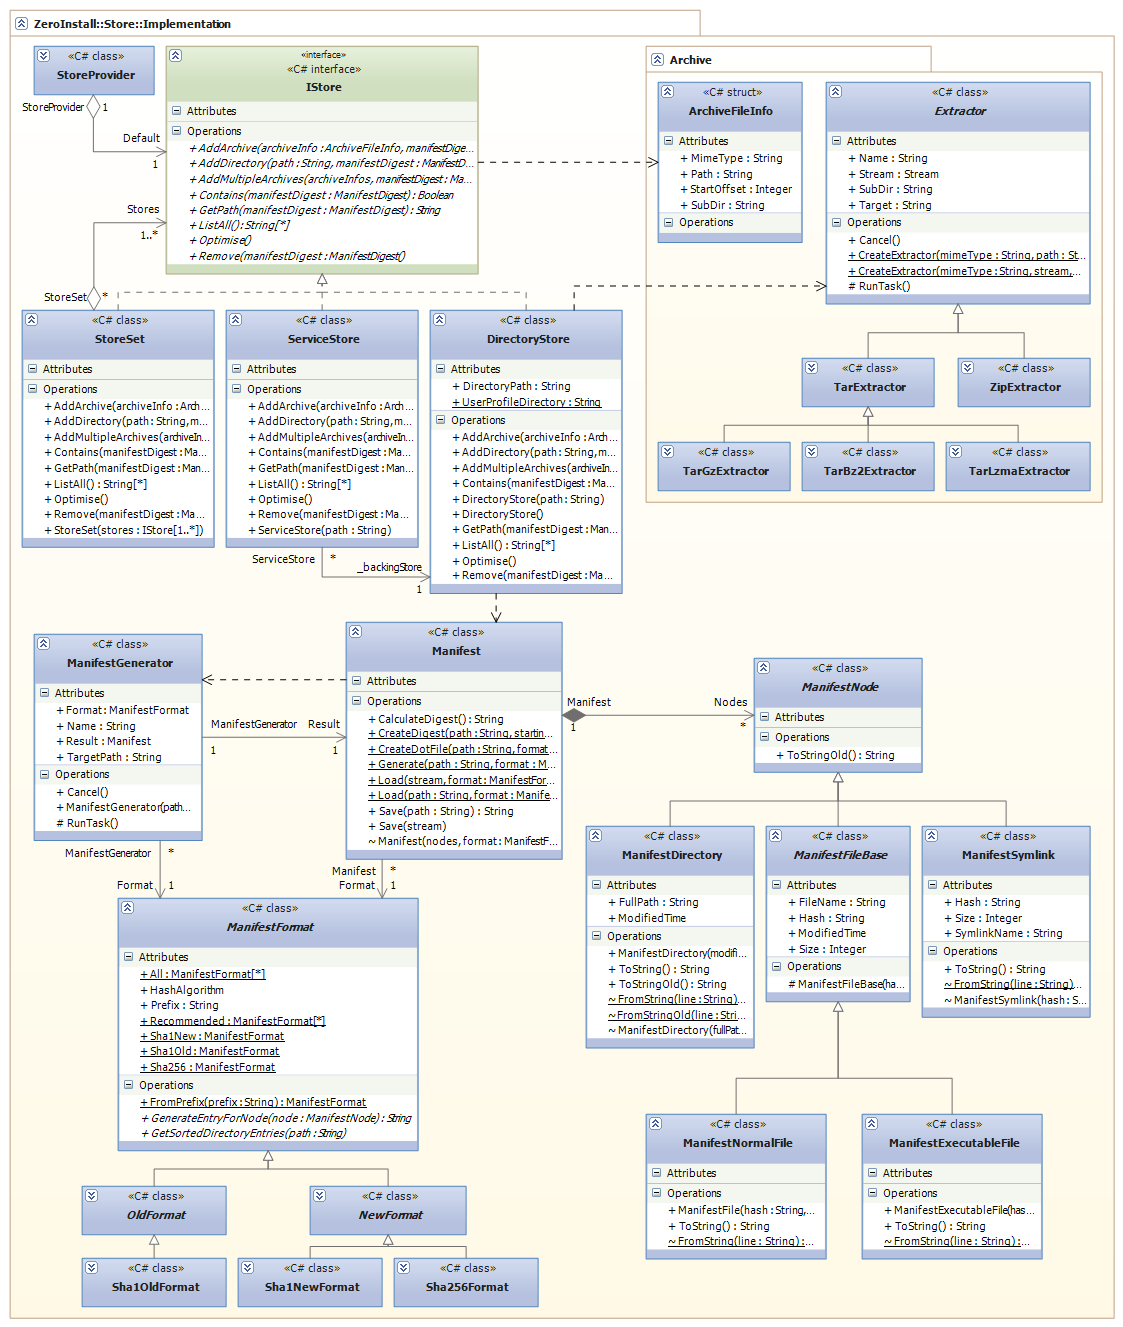 ZeroInstall::Store::Implementation
«C# class»
StoreProvider
StoreProvider
1
Default
1
«interface»
«C# interface»
IStore
Attributes
Operations
+ AddArchive(archiveInfo : ArchiveFileInfo, manifestDige...
+ AddDirectory(path : String, manifestDigest : ManifestD...
+ AddMultipleArchives(archiveInfos, manifestDigest : Ma...
+ Contains(manifestDigest : ManifestDigest) : Boolean
+ GetPath(manifestDigest : ManifestDigest) : String
+ ListAll() : String[*]
+ Optimise()
+ Remove(manifestDigest : ManifestDigest)
Stores
1..*
StoreSet
*
Archive
«C# struct»
ArchiveFileInfo
Attributes
+ MimeType : String
+ Path : String
+ StartOffset : Integer
+ SubDir : String
Operations
«C# class»
Extractor
Attributes
+ Name : String
+ Stream : Stream
+ SubDir : String
+ Target : String
Operations
+ Cancel()
+ CreateExtractor(mimeType : String, path : St...
+ CreateExtractor(mimeType : String, stream, ...
# RunTask()
«C# class»
TarExtractor
«C# class»
ZipExtractor
«C# class»
TarGzExtractor
«C# class»
TarBz2Extractor
«C# class»
TarLzmaExtractor
«C# class»
StoreSet
Attributes
Operations
+ AddArchive(archiveInfo : Arch...
+ AddDirectory(path : String, m...
+ AddMultipleArchives(archiveIn...
+ Contains(manifestDigest : Ma...
+ GetPath(manifestDigest : Man...
+ ListAll() : String[*]
+ Optimise()
+ Remove(manifestDigest : Ma...
+ StoreSet(stores : IStore[1..*])
«C# class»
ServiceStore
Attributes
Operations
+ AddArchive(archiveInfo : Arch...
+ AddDirectory(path : String, m...
+ AddMultipleArchives(archiveIn...
+ Contains(manifestDigest : Ma...
+ GetPath(manifestDigest : Man...
+ ListAll() : String[*]
+ Optimise()
+ Remove(manifestDigest : Ma...
+ ServiceStore(path : String)
«C# class»
DirectoryStore
Attributes
+ DirectoryPath : String
+ UserProfileDirectory : String
Operations
+ AddArchive(archiveInfo : Arch...
+ AddDirectory(path : String, m...
+ AddMultipleArchives(archiveIn...
+ Contains(manifestDigest : Ma...
+ DirectoryStore(path : String)
+ DirectoryStore()
+ GetPath(manifestDigest : Man...
+ ListAll() : String[*]
+ Optimise()
+ Remove(manifestDigest : Ma...
ServiceStore
*
_backingStore
1
«C# class»
ManifestGenerator
Attributes
+ Format : ManifestFormat
+ Name : String
+ Result : Manifest
+ TargetPath : String
Operations
+ Cancel()
+ ManifestGenerator(path...
# RunTask()
ManifestGenerator
Result
1
1
«C# class»
Manifest
Attributes
Operations
+ CalculateDigest() : String
+ CreateDigest(path : String, startin...
+ CreateDotFile(path : String, format...
+ Generate(path : String, format : M...
+ Load(stream, format : ManifestFor...
+ Load(path : String, format : Manife...
+ Save(path : String) : String
+ Save(stream)
~ Manifest(nodes, format : ManifestF...
Manifest
1
Nodes
*
«C# class»
ManifestNode
Attributes
Operations
+ ToStringOld() : String
ManifestGenerator
*
Format
1
Manifest
*
Format
1
«C# class»
ManifestFormat
Attributes
+ All : ManifestFormat[*]
+ HashAlgorithm
+ Prefix : String
+ Recommended : ManifestFormat[*]
+ Sha1New : ManifestFormat
+ Sha1Old : ManifestFormat
+ Sha256 : ManifestFormat
Operations
+ FromPrefix(prefix : String) : ManifestFormat
+ GenerateEntryForNode(node : ManifestNode) : String
+ GetSortedDirectoryEntries(path : String)
«C# class»
OldFormat
«C# class»
NewFormat
«C# class»
Sha1OldFormat
«C# class»
Sha1NewFormat
«C# class»
Sha256Format
«C# class»
ManifestDirectory
Attributes
+ FullPath : String
+ ModifiedTime
Operations
+ ManifestDirectory(modifi...
+ ToString() : String
+ ToStringOld() : String
~ FromString(line : String)...
~ FromStringOld(line : Stri...
~ ManifestDirectory(fullPat...
«C# class»
ManifestFileBase
Attributes
+ FileName : String
+ Hash : String
+ ModifiedTime
+ Size : Integer
Operations
# ManifestFileBase(ha...
«C# class»
ManifestSymlink
Attributes
+ Hash : String
+ Size : Integer
+ SymlinkName : String
Operations
+ ToString() : String
~ FromString(line : String)...
~ ManifestSymlink(hash : S...
«C# class»
ManifestNormalFile
Attributes
Operations
+ ManifestFile(hash : String, ...
+ ToString() : String
~ FromString(line : String) : ...
«C# class»
ManifestExecutableFile
Attributes
Operations
+ ManifestExecutableFile(has...
+ ToString() : String
~ FromString(line : String) : ...